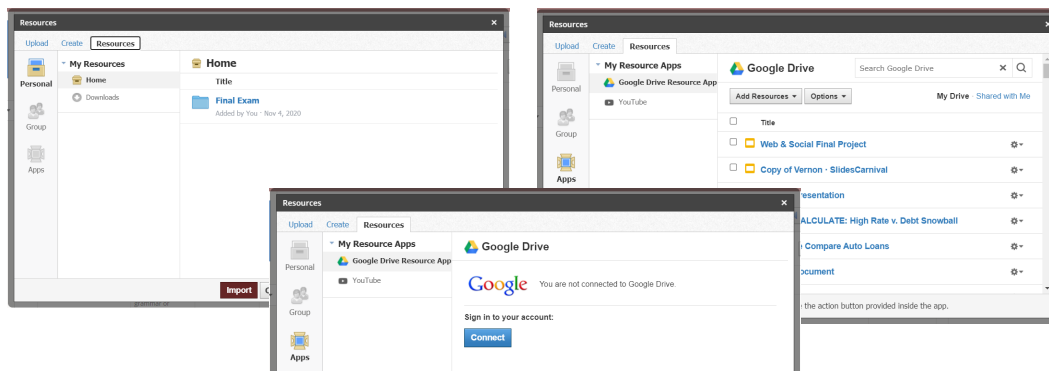 Resources ×
Upload Create Resources
Personal
Group
Apps
My Resources
Home
Downloads
Home
Title
Final Exam
Added by You · Nov 4, 2020
Import
grammar or
Resources ×
Upload Create Resources
Personal
Group
Apps
My Resource Apps
Google Drive Resource App
YouTube
Google Drive
Google You are not connected to Google Drive.
Sign in to your account:
Connect
Resources ×
Upload Create Resources
Personal
Group
Apps
My Resource Apps
Google Drive Resource App
YouTube
Google Drive Search Google Drive ×
Add Resources Options My Drive · Shared with Me
Title
Web & Social Final Project
Copy of Vernon - SlidesCarnival
resentation
ALCULATE: High Rate v. Debt Snowball
Compare Auto Loans
ocument
the action button provided inside the app.